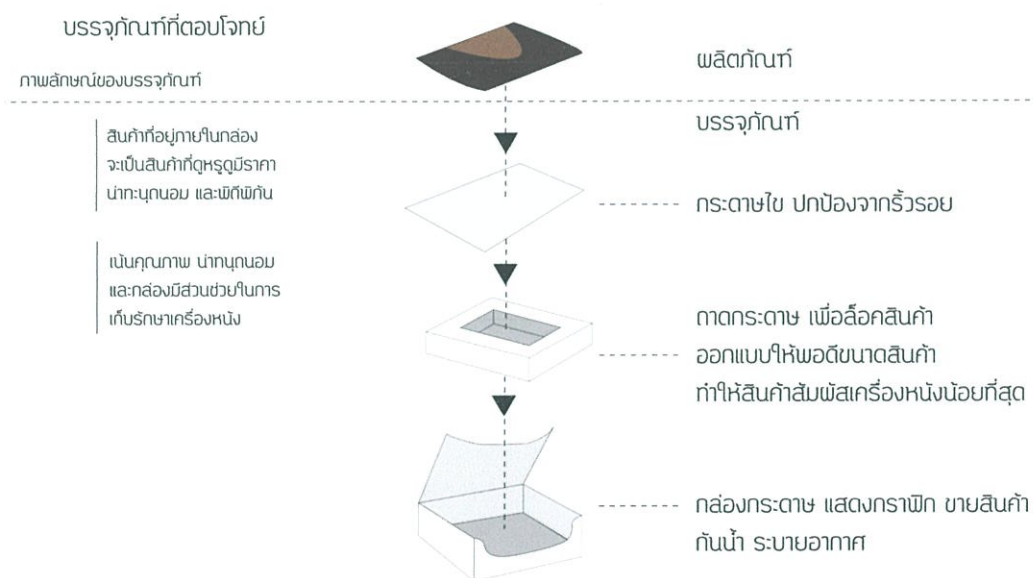 บรรจุภัณฑ์ที่ตอบโจทย์
ภาพลักษณ์ของบรรจุภัณฑ์
ผลิตภัณฑ์
บรรจุภัณฑ์
สินค้าที่อยู่ภายในกล่อง
จะเป็นสินค้าที่ดูหรูดูมีราคา
น่าทะนุถนอม และพิถีพิถัน
กระดาษไข ปกป้องจากริ้วรอย
เน้นคุณภาพ น่าทนุถนอม
และกล่องมีส่วนช่วยในการ
เก็บรักษาเครื่องหนัง
ถาดกระดาษ เพื่อล็อคสินค้า
ออกแบบให้พอดีขนาดสินค้า
ทำให้สินค้าสัมผัสเครื่องหนังน้อยที่สุด
กล่องกระดาษ แสดงกราฟิก ขายสินค้า
กันน้ำ ระบายอากาศ